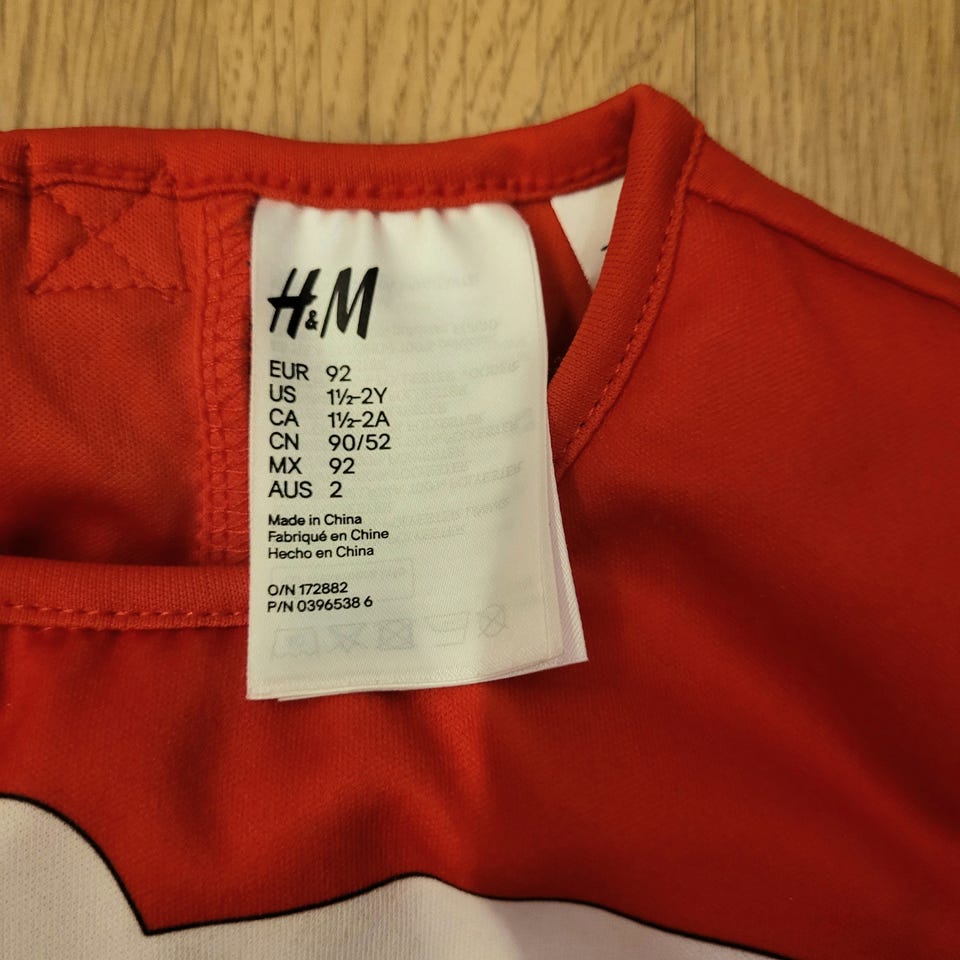 H&M
EUR 92
US 1½-2Y
CA 1½-2A
CN 90/52
MX 92
AUS 2
Made in China
Fabriqué en Chine
Hecho en China
O/N 172882
P/N 0396538 6